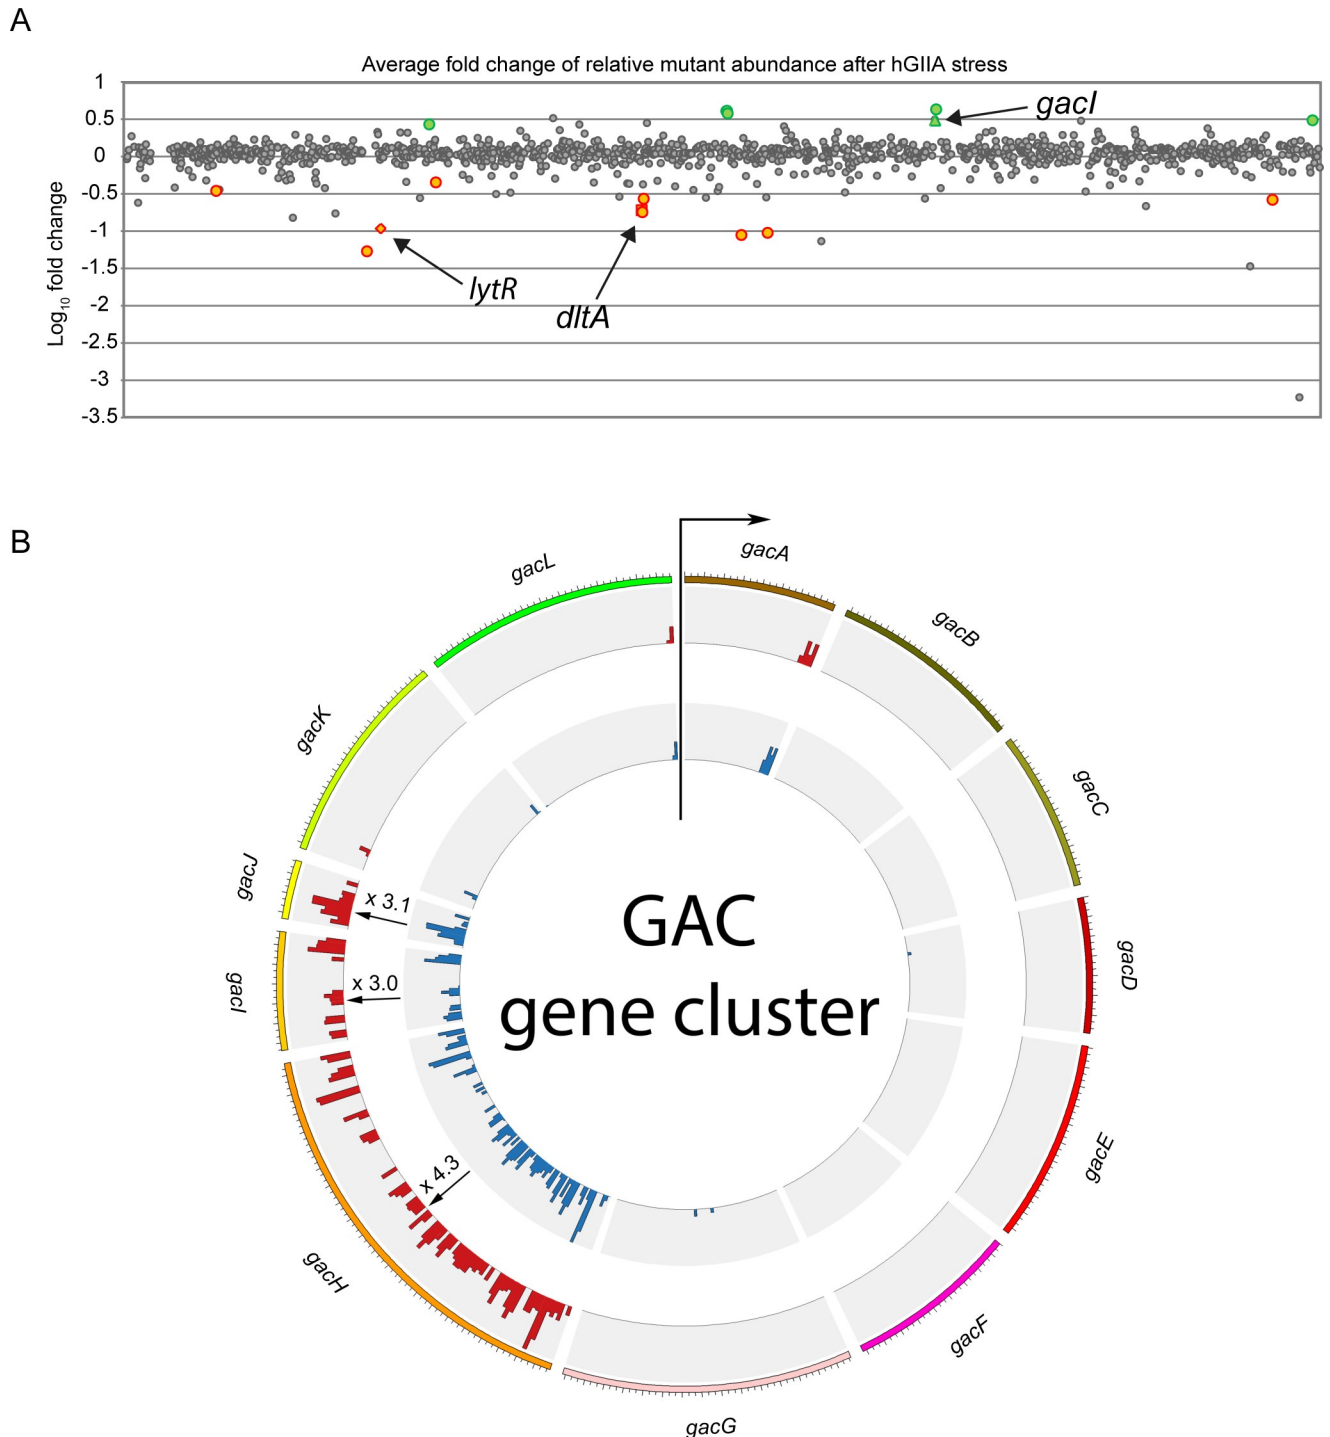 A
Average fold change of relative mutant abundance after hGIIA stress
Log10 fold change
1
0.5
0
-0.5
-1
-1.5
-2
-2.5
-3
-3.5
gacI
lytR
dltA
B
gacA
gacB
gacC
gacD
gacE
gacF
gacG
gacH
gacI
gacJ
gacK
gacL
x 3.1
x 3.0
x 4.3
GAC
gene cluster